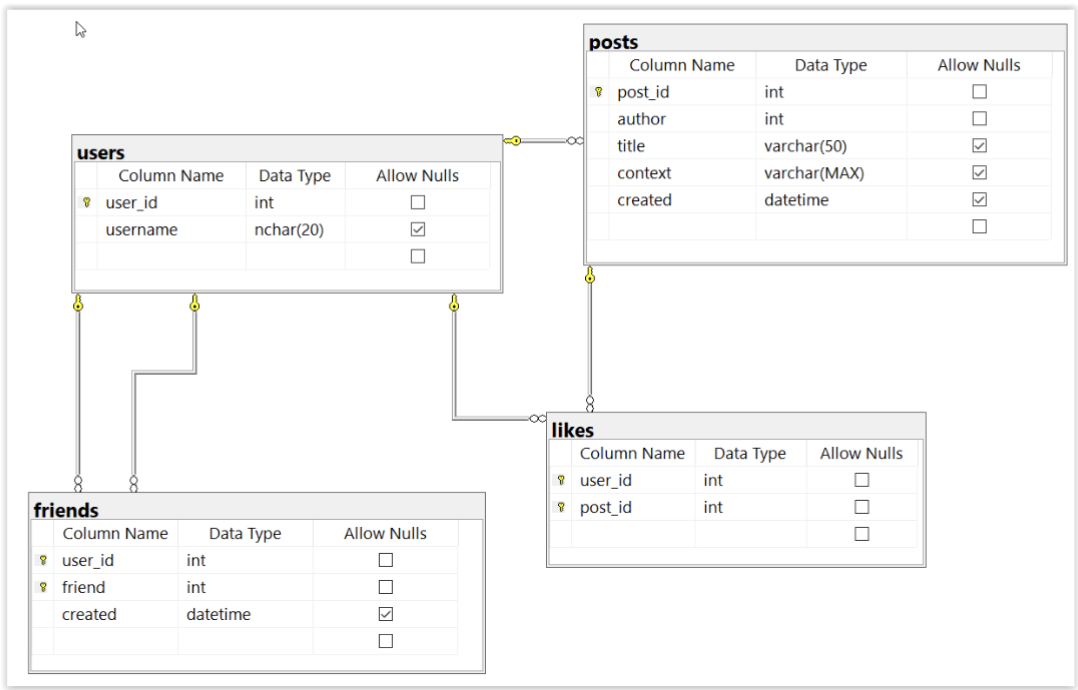 posts
Column Name Data Type Allow Nulls
post_id int
author int
title varchar(50)
context varchar(MAX)
created datetime
users
Column Name Data Type Allow Nulls
user_id int
username nchar(20)
likes
Column Name Data Type Allow Nulls
user_id int
post_id int
friends
Column Name Data Type Allow Nulls
user_id int
friend int
created datetime